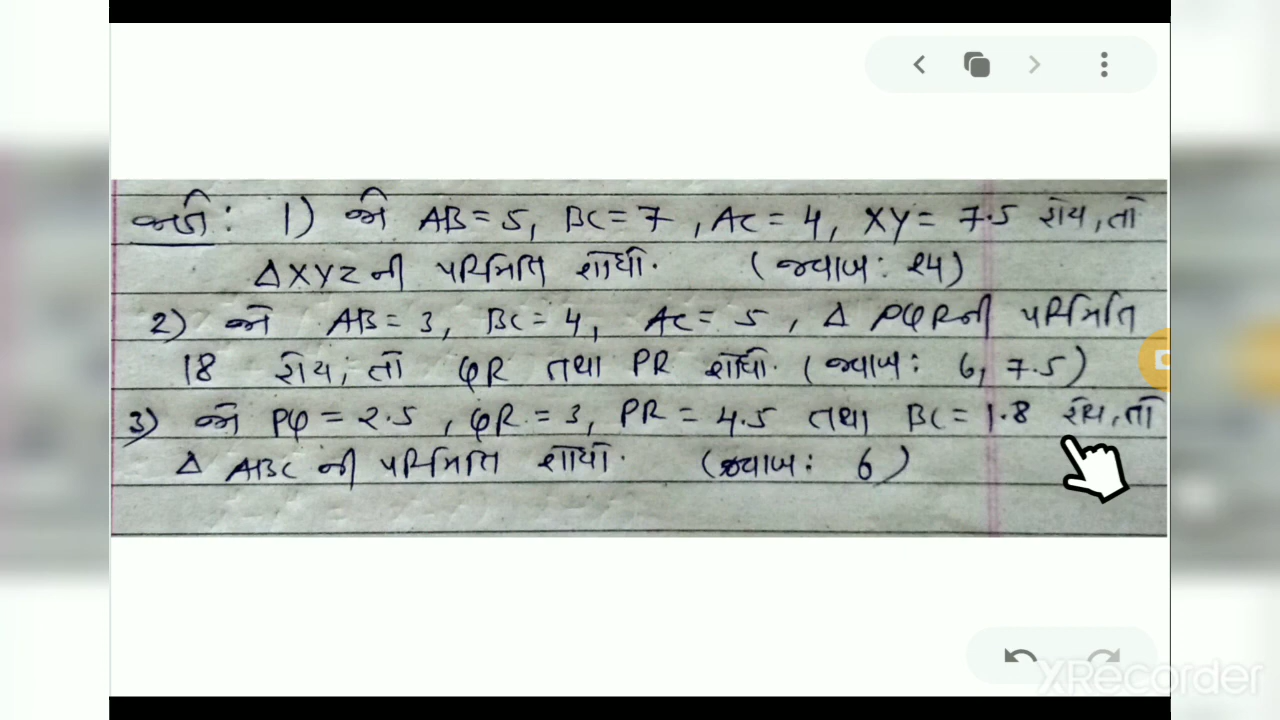 જાતે : 1) જો AB = 5, BC = 7, AC = 4, XY = 7.5 હોય, તો
ΔXYZ ની પરિમિતિ શોધો. (જવાબ: 24)
2) જો AB = 3, BC = 4, AC = 5, Δ PQRની પરિમિતિ
18 હોય, તો QR તથા PR શોધો. (જવાબ: 6, 7.5)
3) જો PQ = 2.5, QR = 3, PR = 4.5 તથા BC = 1.8 હોય, તો
Δ ABC ની પરિમિતિ શોધો. (જવાબ: 6)
XRecorder